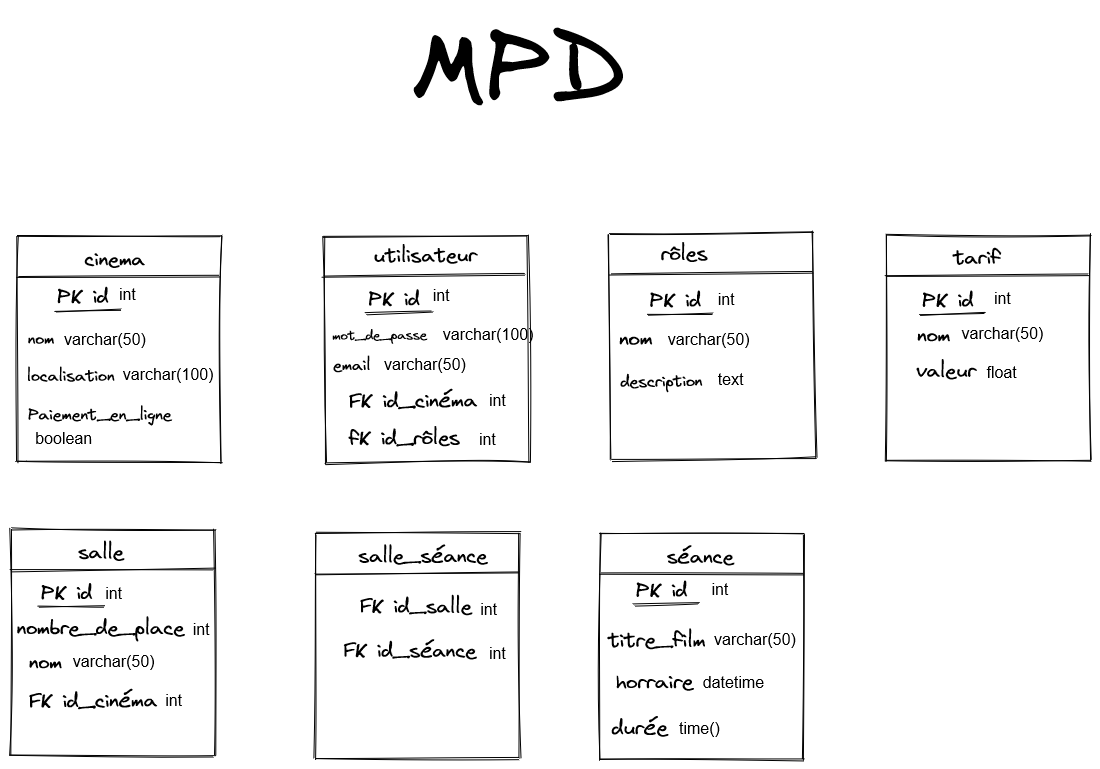 MPD
cinema
PK id int
nom varchar(50)
localisation varchar(100)
Paiement_en_ligne
boolean
utilisateur
PK id int
mot_de_passe varchar(100)
email varchar(50)
FK id_cinéma int
fK id_rôles int
rôles
PK id int
nom varchar(50)
description text
tarif
PK id int
nom varchar(50)
valeur float
salle
PK id int
nombre_de_place int
nom varchar(50)
FK id_cinéma int
salle_séance
FK id_salle int
FK id_séance int
séance
PK id int
titre_film varchar(50)
horraire datetime
durée time()